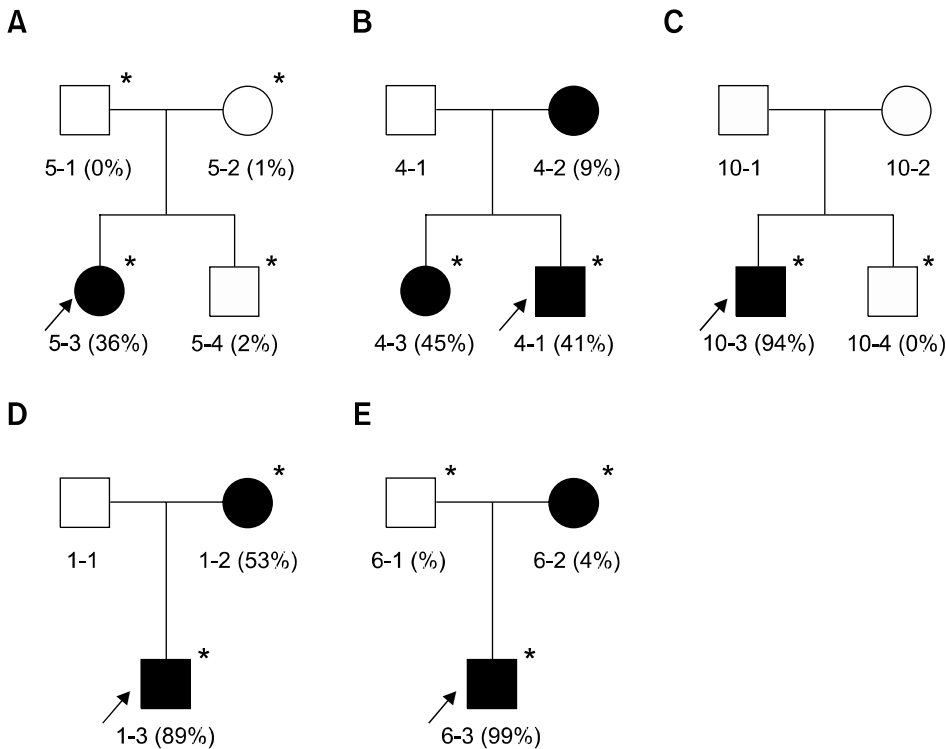 A B C
* *
5-1 (0%) 5-2 (1%) 4-1 4-2 (9%) 10-1 10-2
* * * * * *
5-3 (36%) 5-4 (2%) 4-3 (45%) 4-1 (41%) 10-3 (94%) 10-4 (0%)
D E
* * *
1-1 1-2 (53%) 6-1 (%) 6-2 (4%)
* *
1-3 (89%) 6-3 (99%)